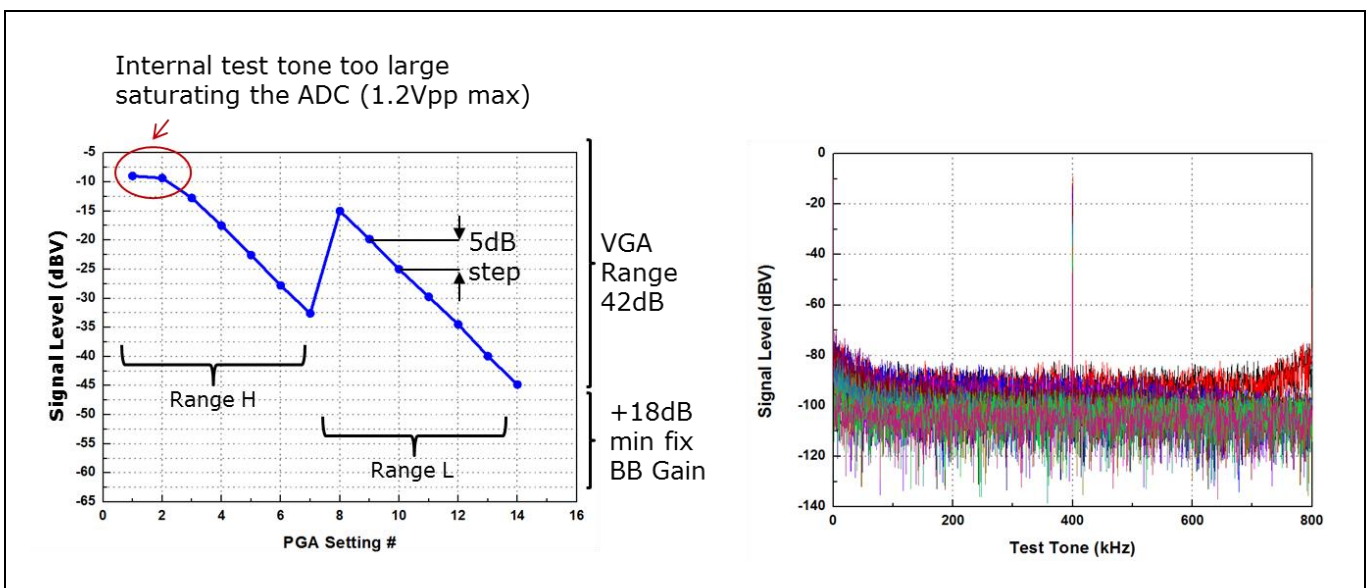 Internal test tone too large
saturating the ADC (1.2Vpp max)
Signal Level (dBV)
-5
-10
-15
-20
-25
-30
-35
-40
-45
-50
-55
-60
-65
0 2 4 6 8 10 12 14 16
PGA Setting #
Range H
Range L
5dB
step
VGA
Range
42dB
+18dB
min fix
BB Gain
Signal Level (dBV)
0
-20
-40
-60
-80
-100
-120
-140
0 200 400 600 800
Test Tone (kHz)